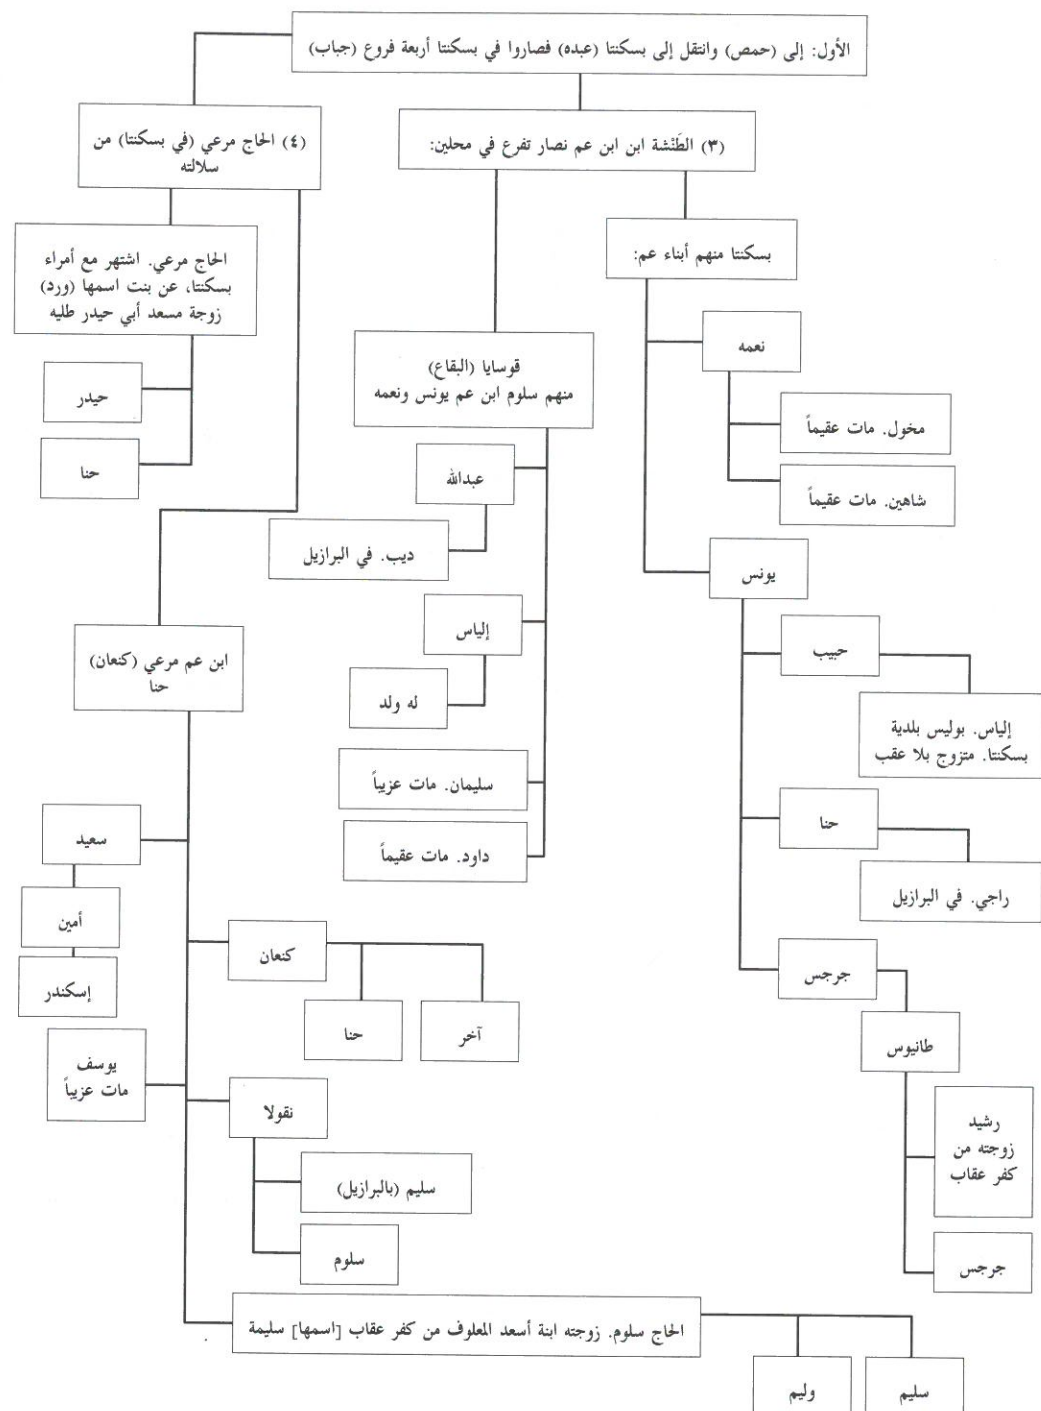 الأول: إلى (حمص) وانتقل إلى بسكنتا (عبده) فصاروا في بسكنتا أربعة فروع (جباب)
(٣) الطَنْشة ابن ابن عم نصار تفرع في محلين:
بسكنتا منهم أبناء عم:
نعمه
مخول. مات عقيماً
شاهين. مات عقيماً
يونس
حبيب
إلياس. بوليس بلدية
بسكنتا. متزوج بلا عقب
حنا
راجي. في البرازيل
جرجس
طانيوس
رشيد
زوجته من
كفر عقاب
جرجس
قوسايا (البقاع)
منهم سلوم ابن عم يونس ونعمه
عبدالله
ديب. في البرازيل
إلياس
له ولد
سليمان. مات عزيباً
داود. مات عقيماً
(٤) الحاج مرعي (في بسكنتا) من
سلالته
الحاج مرعي. اشتهر مع أمراء
بسكنتا، عن بنت اسمها (ورد)
زوجة مسعد أبي حيدر طليه
حيدر
حنا
ابن عم مرعي (كنعان)
حنا
سعيد
أمين
إسكندر
كنعان
آخر
حنا
يوسف
مات عزيباً
نقولا
سليم (بالبرازيل)
سلوم
الحاج سلوم. زوجته ابنة أسعد المعلوف من كفر عقاب [اسمها] سليمة
سليم
وليم